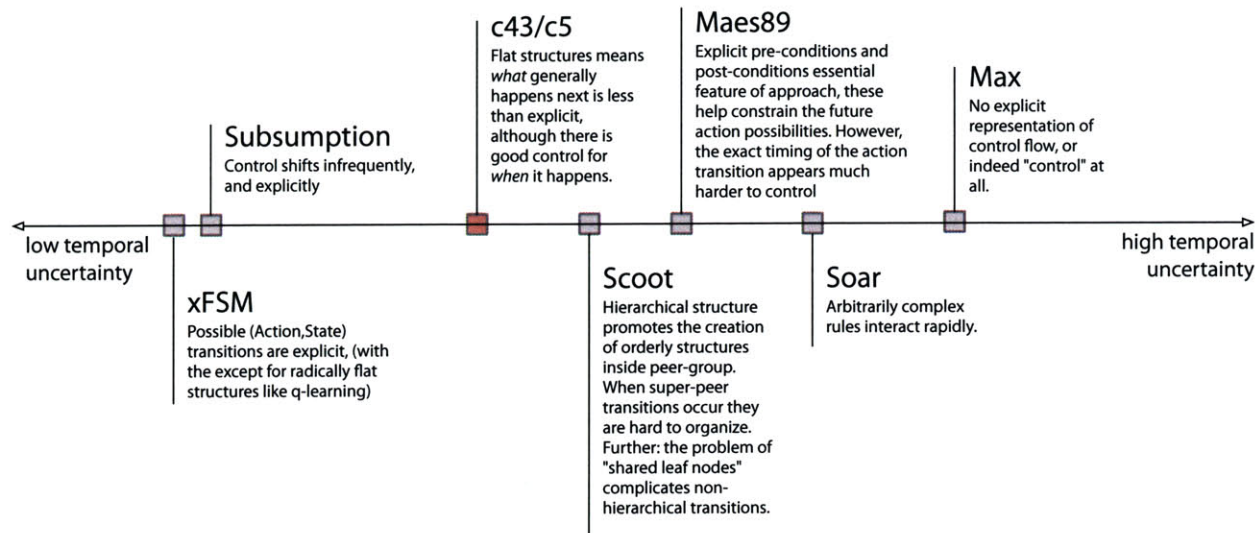 c43/c5
Flat structures means
what generally
happens next is less
than explicit,
although there is
good control for
when it happens.
Maes89
Explicit pre-conditions and
post-conditions essential
feature of approach, these
help constrain the future
action possibilities. However,
the exact timing of the action
transition appears much
harder to control
Max
No explicit
representation of
control flow, or
indeed "control" at
all.
Subsumption
Control shifts infrequently,
and explicitly
low temporal
uncertainty
high temporal
uncertainty
xFSM
Possible (Action,State)
transitions are explicit, (with
the except for radically flat
structures like q-learning)
Scoot
Hierarchical structure
promotes the creation
of orderly structures
inside peer-group.
When super-peer
transitions occur they
are hard to organize.
Further: the problem of
"shared leaf nodes"
complicates non-
hierarchical transitions.
Soar
Arbitrarily complex
rules interact rapidly.